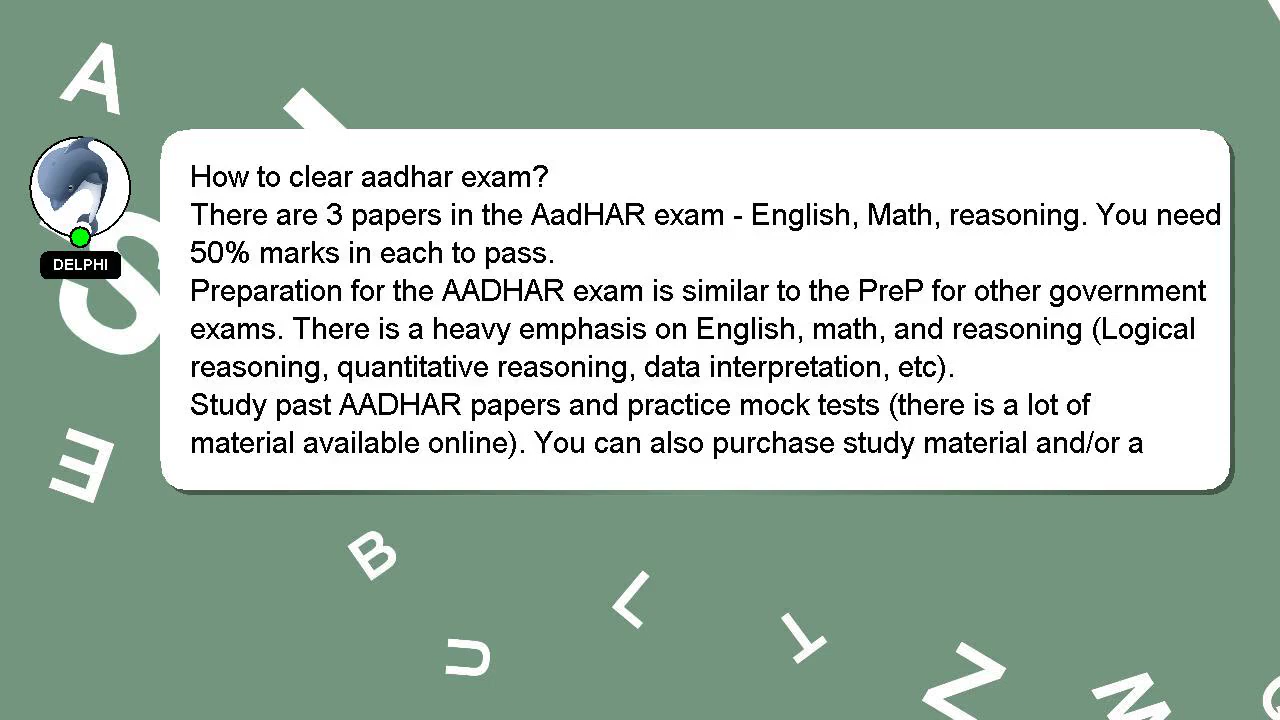 How to clear aadhar exam?
There are 3 papers in the AadHAR exam - English, Math, reasoning. You need
50% marks in each to pass.
Preparation for the AADHAR exam is similar to the PreP for other government
exams. There is a heavy emphasis on English, math, and reasoning (Logical
reasoning, quantitative reasoning, data interpretation, etc).
Study past AADHAR papers and practice mock tests (there is a lot of
material available online). You can also purchase study material and/or a
DELPHI
A
S
E
B
L
U
T
Z
M